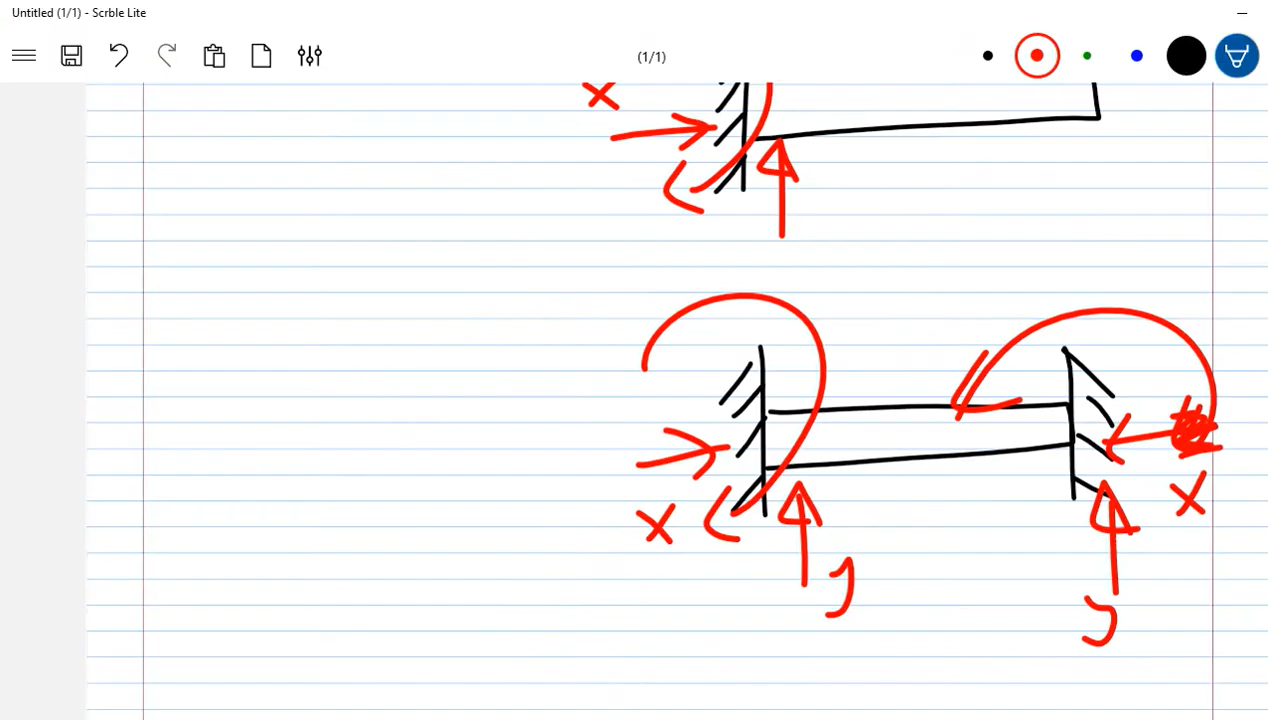 Untitled (1/1) - Scrble Lite
(1/1)
x
x
x
y
y